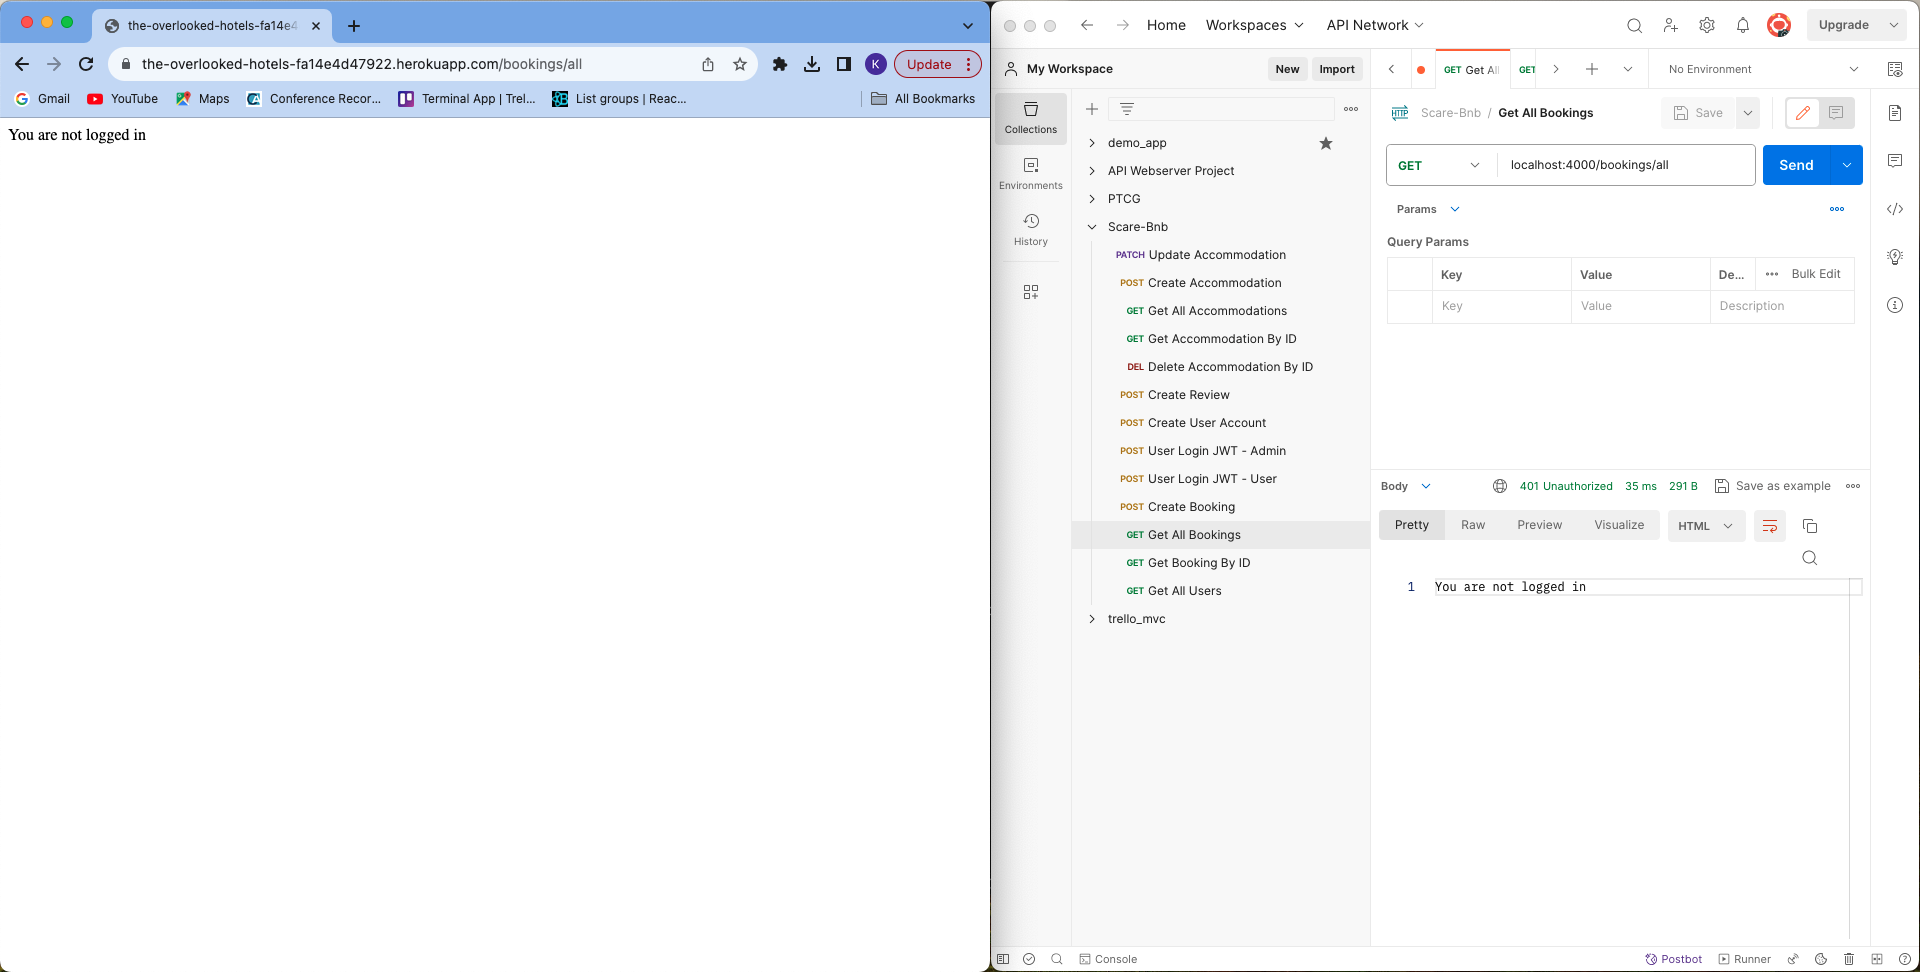 the-overlooked-hotels-fa14e4
the-overlooked-hotels-fa14e4d47922.herokuapp.com/bookings/all
K
Update
Gmail
YouTube
Maps
Conference Recor...
Terminal App | Trel...
List groups | Reac...
All Bookmarks
You are not logged in
Home
Workspaces
API Network
Upgrade
My Workspace
New
Import
GET Get Al
GET
No Environment
Collections
Environments
History
demo_app
API Webserver Project
PTCG
Scare-Bnb
PATCH Update Accommodation
POST Create Accommodation
GET Get All Accommodations
GET Get Accommodation By ID
DEL Delete Accommodation By ID
POST Create Review
POST Create User Account
POST User Login JWT - Admin
POST User Login JWT - User
POST Create Booking
GET Get All Bookings
GET Get Booking By ID
GET Get All Users
trello_mvc
HTTP Scare-Bnb / Get All Bookings
Save
GET
localhost:4000/bookings/all
Send
Params
Query Params
Key Value De... Bulk Edit
Key Value Description
Body
401 Unauthorized 35 ms 291 B Save as example
Pretty Raw Preview Visualize HTML
1 You are not logged in
Console
Postbot
Runner